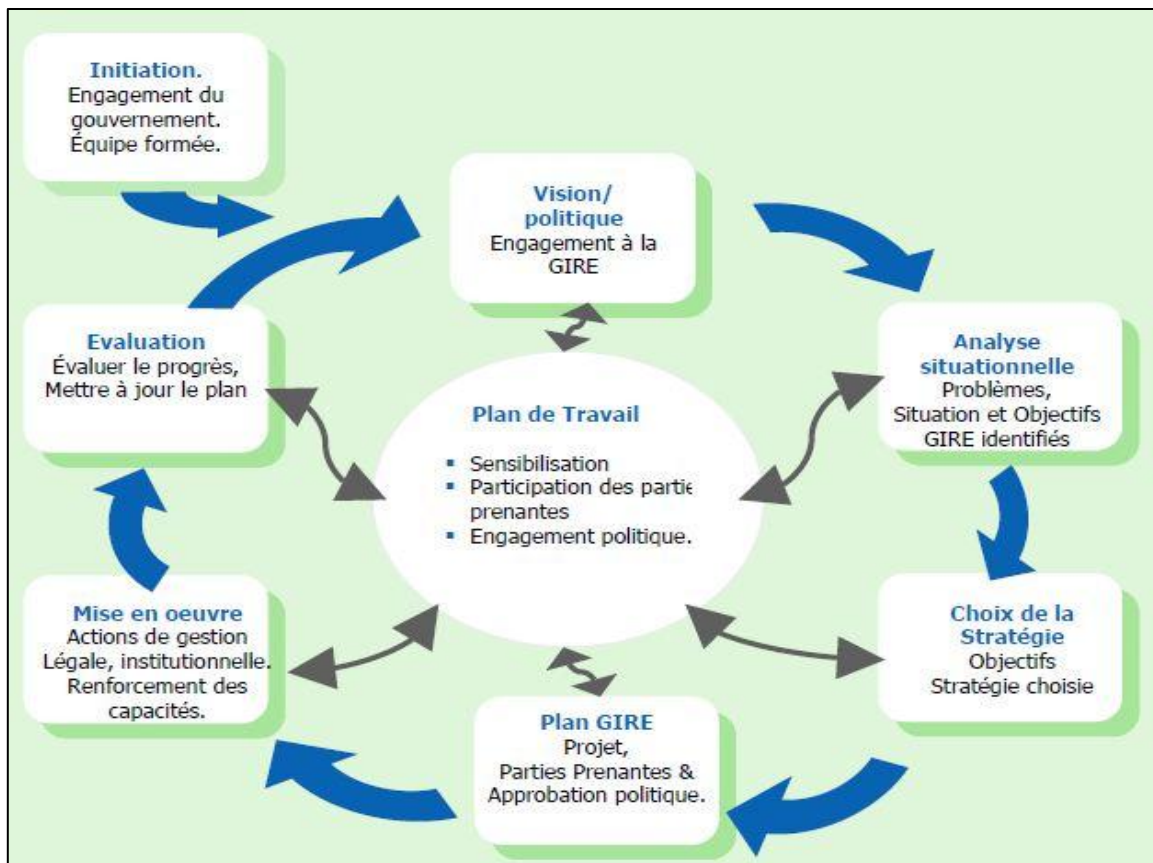 Initiation.
Engagement du
gouvernement.
Équipe formée.
Vision/
politique
Engagement à la
GIRE
Evaluation
Évaluer le progrès,
Mettre à jour le plan
Analyse
situationnelle
Problèmes,
Situation et Objectifs
GIRE identifiés
Plan de Travail
▪ Sensibilisation
▪ Participation des partie
prenantes
▪ Engagement politique.
Mise en oeuvre
Actions de gestion
Légale, institutionnelle.
Renforcement des
capacités.
Choix de la
Stratégie
Objectifs
Stratégie choisie
Plan GIRE
Projet,
Parties Prenantes &
Approbation politique.